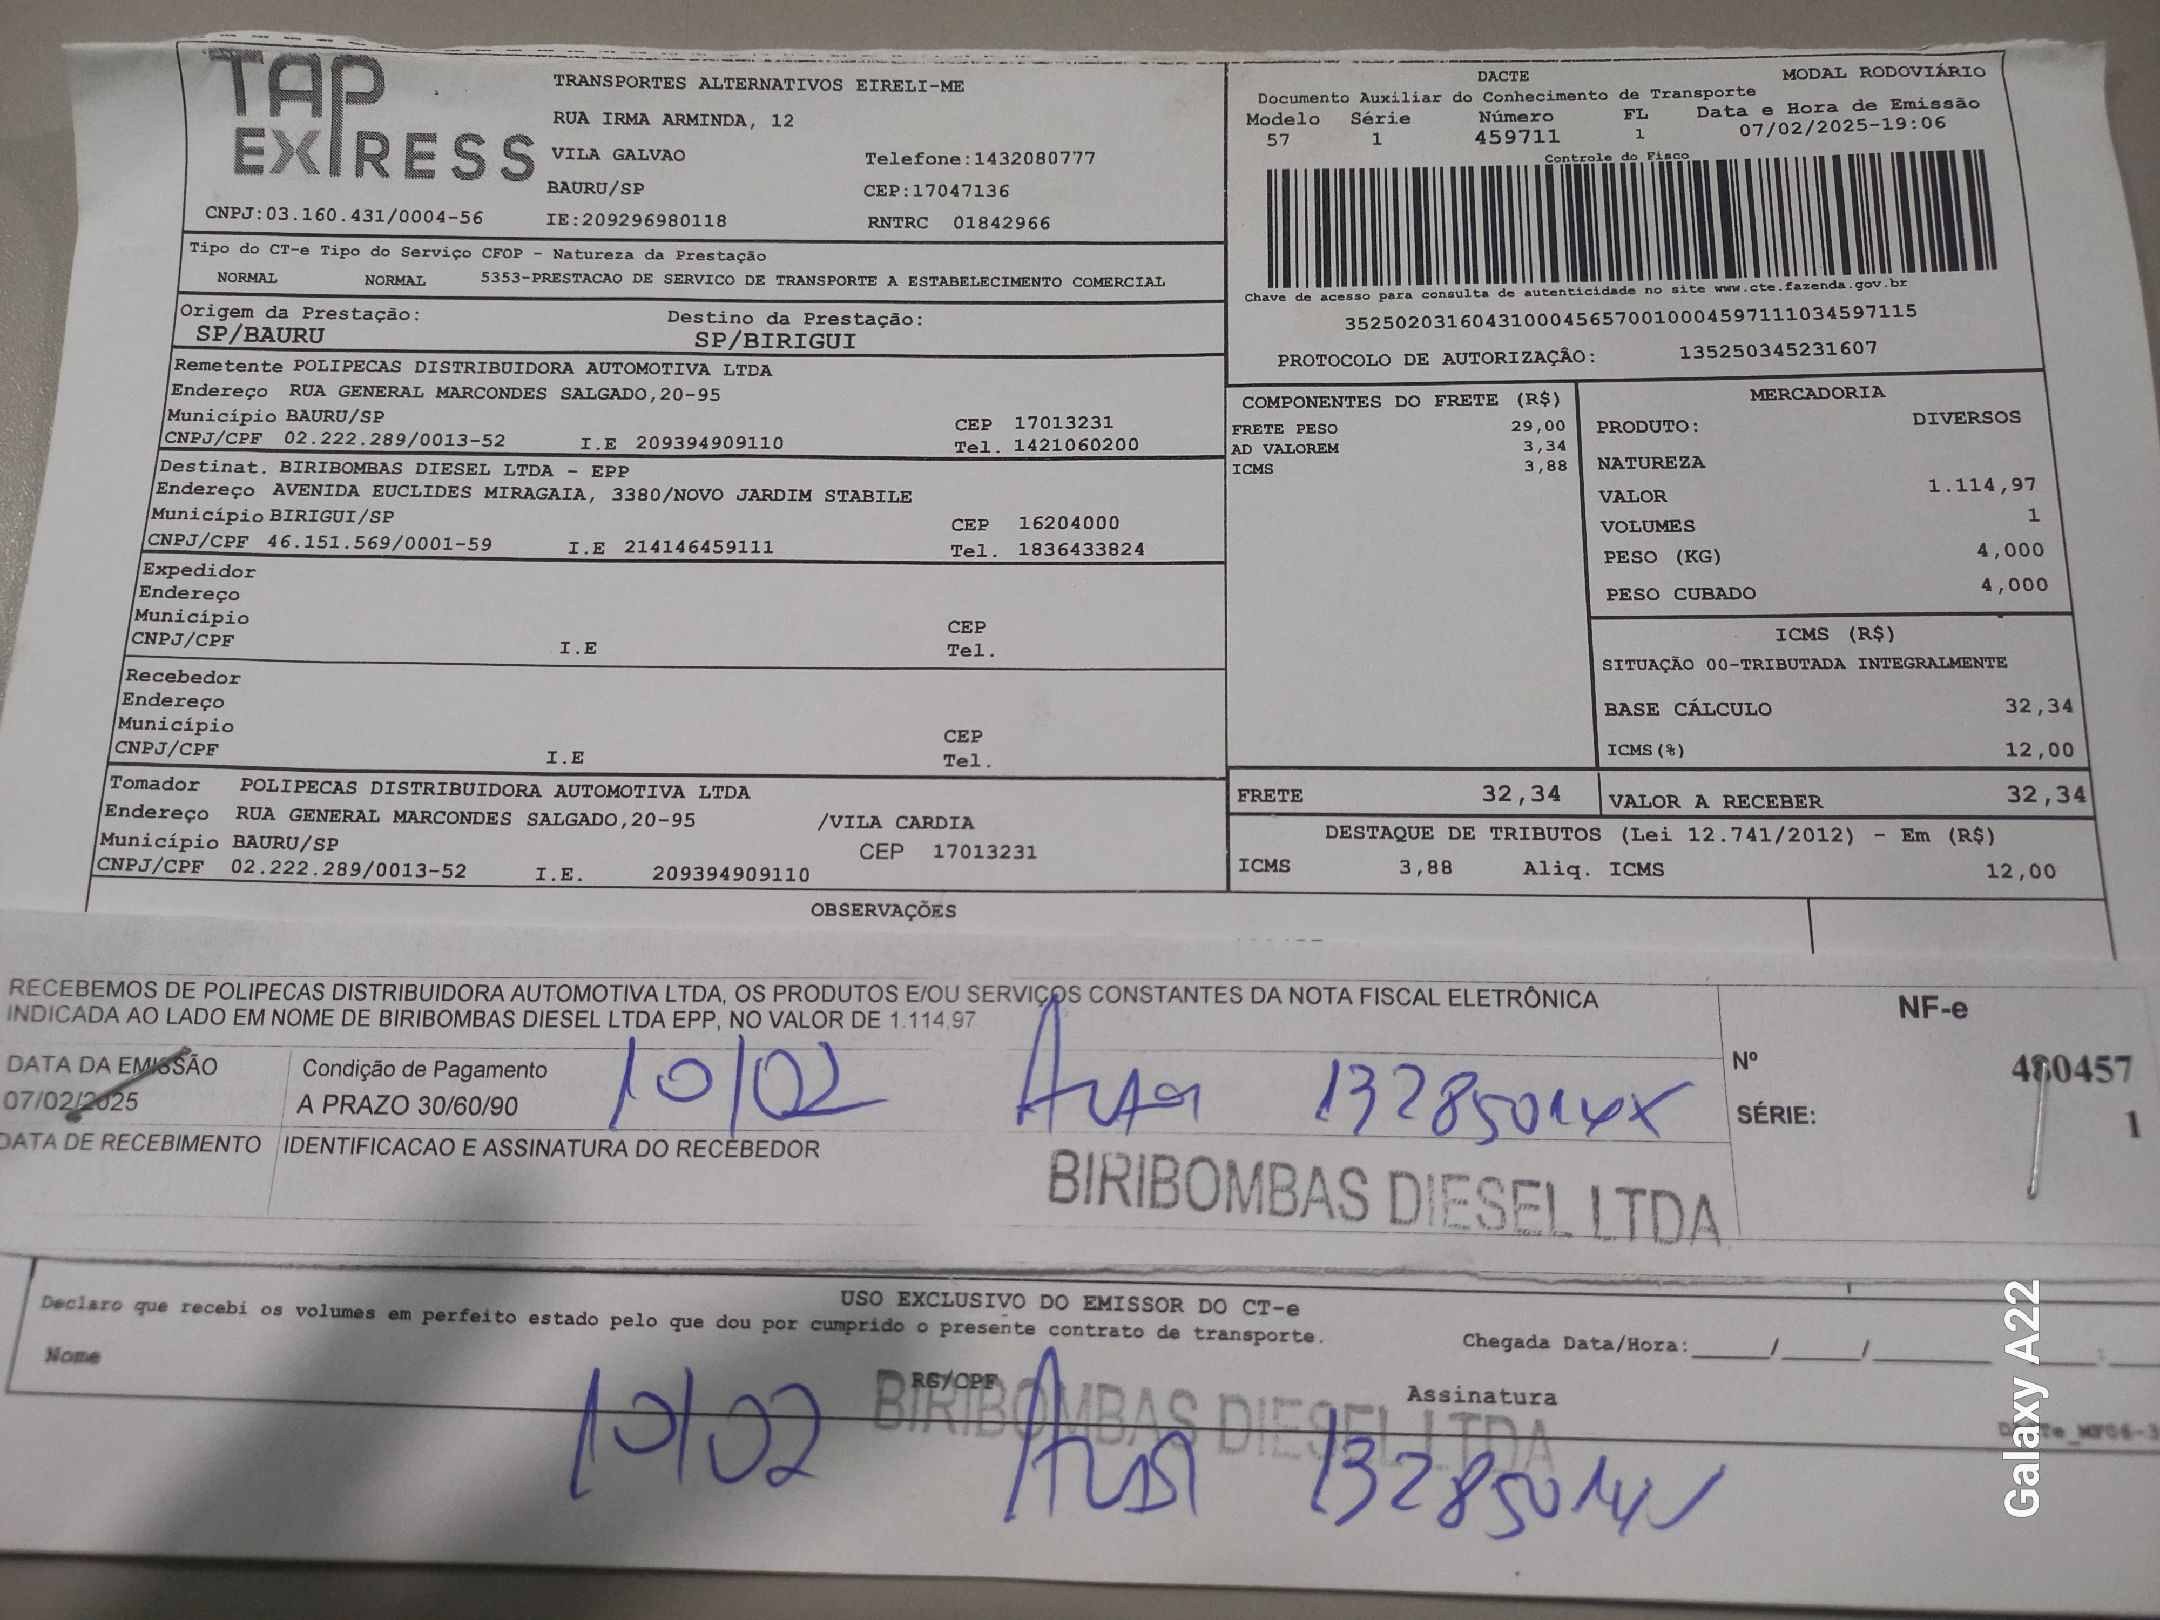 TAP EXPRESS
TRANSPORTES ALTERNATIVOS EIRELI-ME
RUA IRMA ARMINDA, 12
VILA GALVAO Telefone:1432080777
BAURU/SP CEP:17047136
CNPJ:03.160.431/0004-56 IE:209296980118 RNTRC 01842966
Tipo do CT-e Tipo do Serviço CFOP - Natureza da Prestação
NORMAL NORMAL 5353-PRESTACAO DE SERVICO DE TRANSPORTE A ESTABELECIMENTO COMERCIAL
Origem da Prestação: Destino da Prestação:
SP/BAURU SP/BIRIGUI
Remetente POLIPECAS DISTRIBUIDORA AUTOMOTIVA LTDA
Endereço RUA GENERAL MARCONDES SALGADO,20-95
Município BAURU/SP CEP 17013231
CNPJ/CPF 02.222.289/0013-52 I.E 209394909110 Tel. 1421060200
Destinat. BIRIBOMBAS DIESEL LTDA - EPP
Endereço AVENIDA EUCLIDES MIRAGAIA, 3380/NOVO JARDIM STABILE
Município BIRIGUI/SP CEP 16204000
CNPJ/CPF 46.151.569/0001-59 I.E 214146459111 Tel. 1836433824
Expedidor
Endereço
Município CEP
CNPJ/CPF I.E Tel.
Recebedor
Endereço
Município CEP
CNPJ/CPF I.E Tel.
Tomador POLIPECAS DISTRIBUIDORA AUTOMOTIVA LTDA
Endereço RUA GENERAL MARCONDES SALGADO,20-95 /VILA CARDIA
Município BAURU/SP CEP 17013231
CNPJ/CPF 02.222.289/0013-52 I.E. 209394909110
DACTE MODAL RODOVIÁRIO
Documento Auxiliar do Conhecimento de Transporte
Modelo Série Número FL Data e Hora de Emissão
57 1 459711 1 07/02/2025-19:06
Controle do Fisco
Chave de acesso para consulta de autenticidade no site www.cte.fazenda.gov.br
35250203160431000456570010004597111034597115
PROTOCOLO DE AUTORIZAÇÃO: 135250345231607
COMPONENTES DO FRETE (R$)
FRETE PESO 29,00
AD VALOREM 3,34
ICMS 3,88
MERCADORIA
PRODUTO: DIVERSOS
NATUREZA
VALOR 1.114,97
VOLUMES 1
PESO (KG) 4,000
PESO CUBADO 4,000
ICMS (R$)
SITUAÇÃO 00-TRIBUTADA INTEGRALMENTE
BASE CÁLCULO 32,34
ICMS(%) 12,00
FRETE 32,34 VALOR A RECEBER 32,34
DESTAQUE DE TRIBUTOS (Lei 12.741/2012) - Em (R$)
ICMS 3,88 Aliq. ICMS 12,00
OBSERVAÇÕES
RECEBEMOS DE POLIPECAS DISTRIBUIDORA AUTOMOTIVA LTDA, OS PRODUTOS E/OU SERVIÇOS CONSTANTES DA NOTA FISCAL ELETRÔNICA
INDICADA AO LADO EM NOME DE BIRIBOMBAS DIESEL LTDA EPP, NO VALOR DE 1.114,97
NF-e
Nº 480457
SÉRIE: 1
DATA DA EMISSÃO Condição de Pagamento
07/02/2025 A PRAZO 30/60/90
10/02 132850144X
DATA DE RECEBIMENTO IDENTIFICACAO E ASSINATURA DO RECEBEDOR
BIRIBOMBAS DIESEL LTDA
USO EXCLUSIVO DO EMISSOR DO CT-e
Declaro que recebi os volumes em perfeito estado pelo que dou por cumprido o presente contrato de transporte.
Chegada Data/Hora:____/____/______ :
Nome RG/CPF Assinatura
BIRIBOMBAS DIESEL LTDA
10/02
Galaxy A22